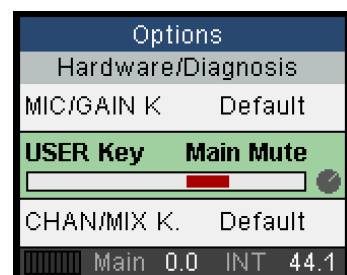 Options
Hardware/Diagnosis
MIC/GAIN K Default
USER Key Main Mute
CHAN/MIX K. Default
Main 0.0 INT 44.1